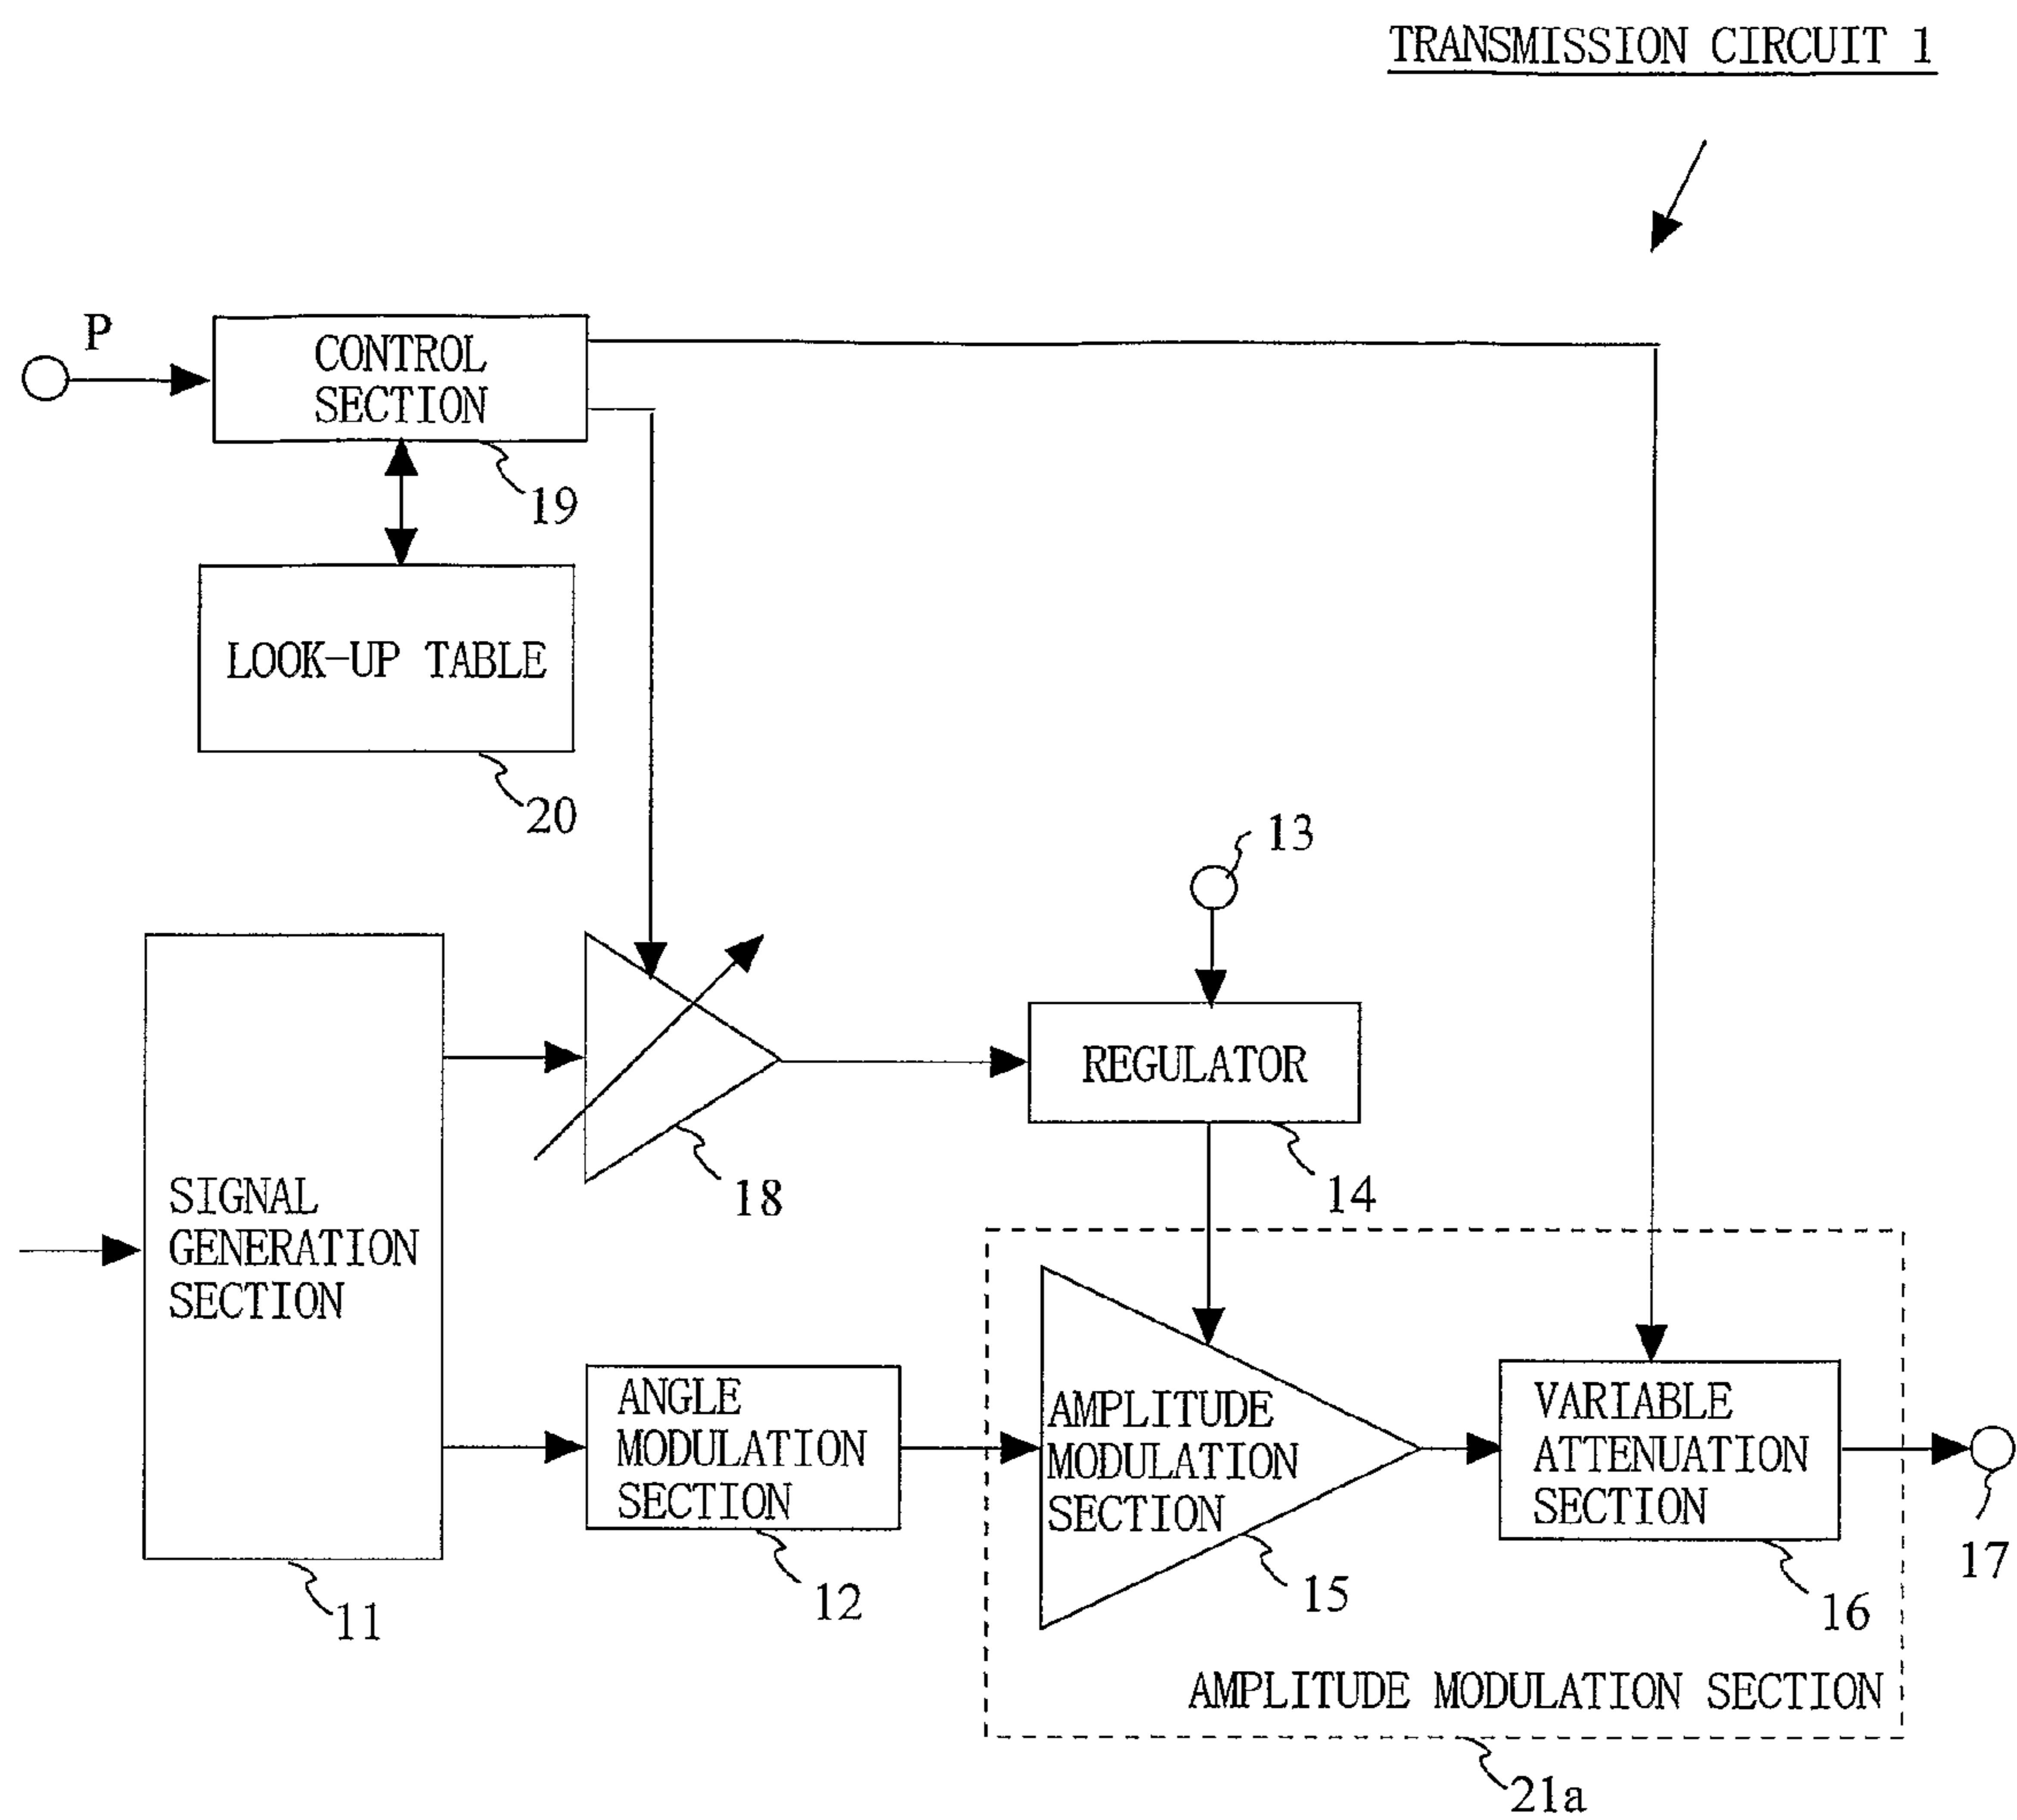 TRANSMISSION CIRCUIT 1
P
CONTROL
SECTION
19
LOOK-UP TABLE
20
13
REGULATOR
14
18
SIGNAL
GENERATION
SECTION
11
ANGLE
MODULATION
SECTION
12
AMPLITUDE
MODULATION
SECTION
15
VARIABLE
ATTENUATION
SECTION
16
17
AMPLITUDE MODULATION SECTION
21a